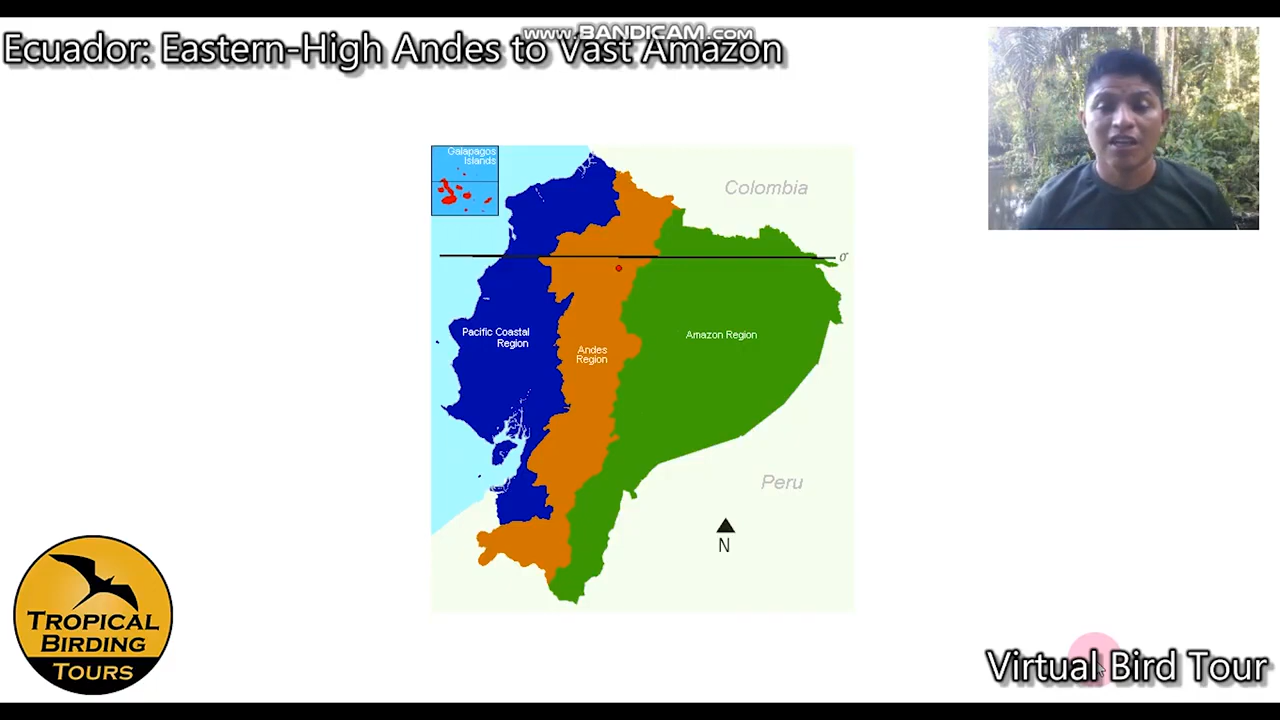 www.BANDICAM.com
Ecuador: Eastern-High Andes to Vast Amazon
Galapagos
Islands
Colombia
0°
Pacific Coastal
Region
Andes
Region
Amazon Region
Peru
N
TROPICAL
BIRDING
TOURS
Virtual Bird Tour